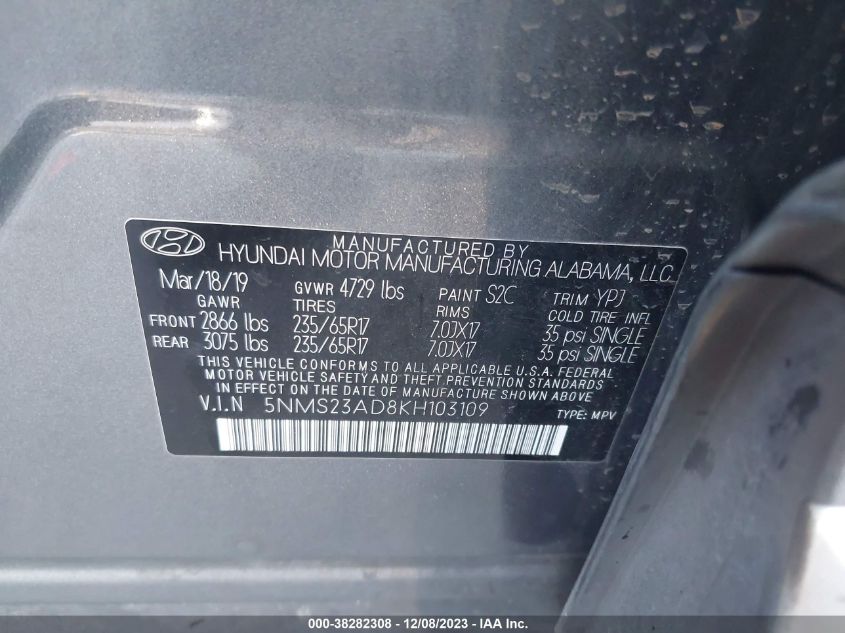 MANUFACTURED BY
HYUNDAI MOTOR MANUFACTURING ALABAMA, LLC.
Mar/18/19 GVWR 4729 lbs PAINT S2C TRIM YPJ
GAWR TIRES RIMS COLD TIRE INFL
FRONT 2866 lbs 235/65R17 7.0JX17 35 psi SINGLE
REAR 3075 lbs 235/65R17 7.0JX17 35 psi SINGLE
THIS VEHICLE CONFORMS TO ALL APPLICABLE U.S.A. FEDERAL
MOTOR VEHICLE SAFETY AND THEFT PREVENTION STANDARDS
IN EFFECT ON THE DATE OF MANUFACTURE SHOWN ABOVE.
V.I.N 5NMS23AD8KH103109 TYPE: MPV
000-38282308 - 12/08/2023 - IAA Inc.